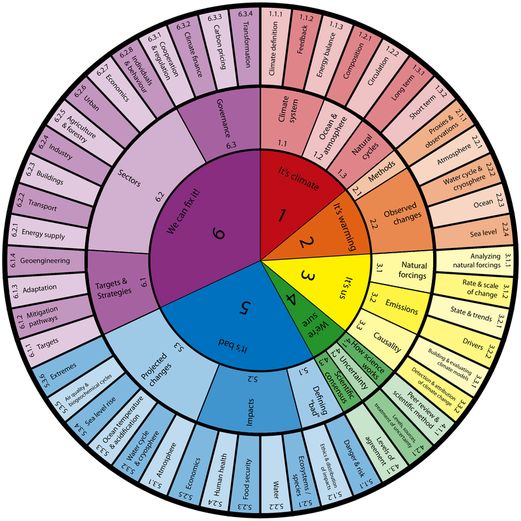 It's climate
1
It's warming
2
It's us
3
We're
sure
4
It's bad
5
We can fix it!
6
Climate
system
1.1
Ocean &
atmosphere
1.2
Natural
cycles
1.3
Methods
2.1
Observed
changes
2.2
Natural
forcings
3.1
Emissions
3.2
Causality
3.3
How science
works
4.1
Uncertainty
4.2
Scientific
consensus
4.3
Defining
"bad"
5.1
Impacts
5.2
Projected
changes
5.3
Targets &
Strategies
6.1
Sectors
6.2
Governance
6.3
1.1.1
Climate definition
1.1.2
Feedback
1.1.3
Energy balance
1.2.1
Composition
1.2.2
Circulation
1.3.1
Long term
1.3.2
Short term
2.1.1
Proxies &
observations
2.2.1
Atmosphere
2.2.2
Water cycle &
cryosphere
2.2.3
Ocean
2.2.4
Sea level
3.1.1
Analyzing
natural forcings
3.1.2
Rate & scale
of change
3.2.1
State & trends
3.2.2
Drivers
3.3.1
Building & evaluating
climate models
3.3.2
Detection & attribution
of climate change
4.1.1
Peer review &
scientific method
4.2.1
Levels, sources,
treatment of uncertainty
4.3.1
Levels of
agreement
5.1.1
Danger & risk
5.1.2
Ethics & distribution
of impacts
5.2.1
Ecosystems /
species
5.2.2
Water
5.2.3
Food security
5.2.4
Human health
5.2.5
Economics
5.3.1
Atmosphere
5.3.2
Water cycle
& cryosphere
5.3.3
Ocean temperature
& acidification
5.3.4
Sea level rise
5.3.5
Air quality &
biogeochemical cycles
5.3.6
Extremes
6.1.1
Targets
6.1.2
Mitigation
pathways
6.1.3
Adaptation
6.1.4
Geoengineering
6.2.1
Energy supply
6.2.2
Transport
6.2.3
Buildings
6.2.4
Industry
6.2.5
Agriculture
& forestry
6.2.6
Urban
6.2.7
Economics
6.2.8
Individuals
& behaviour
6.3.1
Cooperation
& regulation
6.3.2
Climate finance
6.3.3
Carbon pricing
6.3.4
Transformation